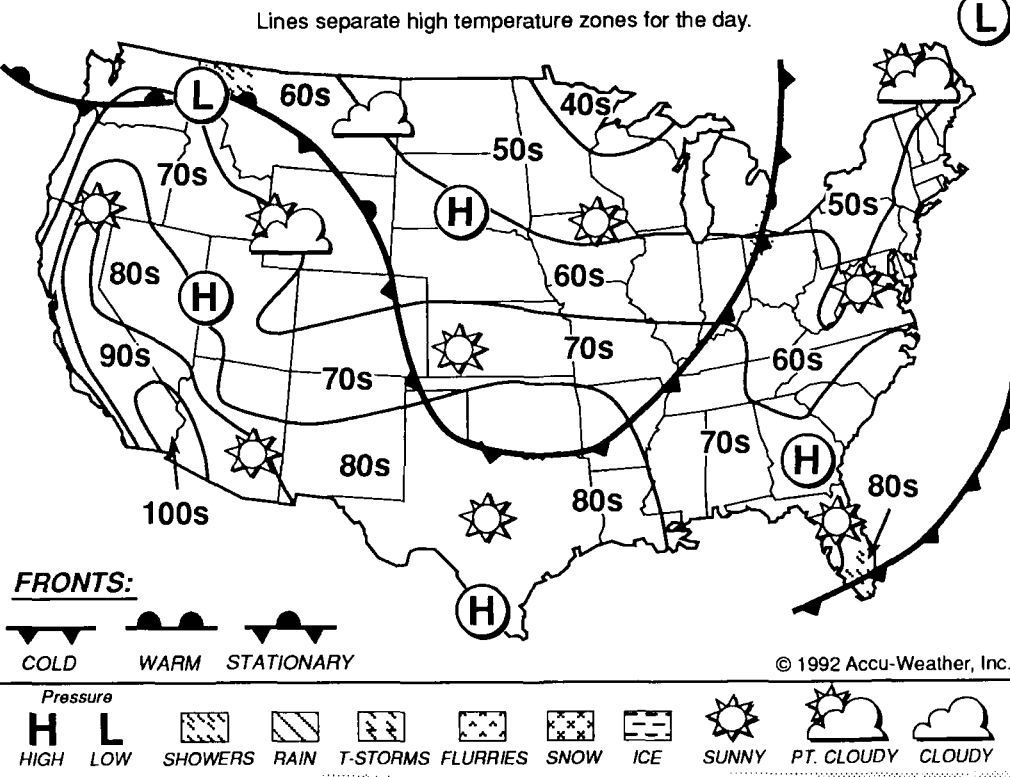 Lines separate high temperature zones for the day.
L
L
60s
40s
50s
70s
H
50s
80s
H
60s
90s
70s
70s
60s
80s
70s
H
80s
80s
100s
H
FRONTS:
COLD WARM STATIONARY
© 1992 Accu-Weather, Inc.
Pressure
H L
HIGH LOW SHOWERS RAIN T-STORMS FLURRIES SNOW ICE SUNNY PT. CLOUDY CLOUDY